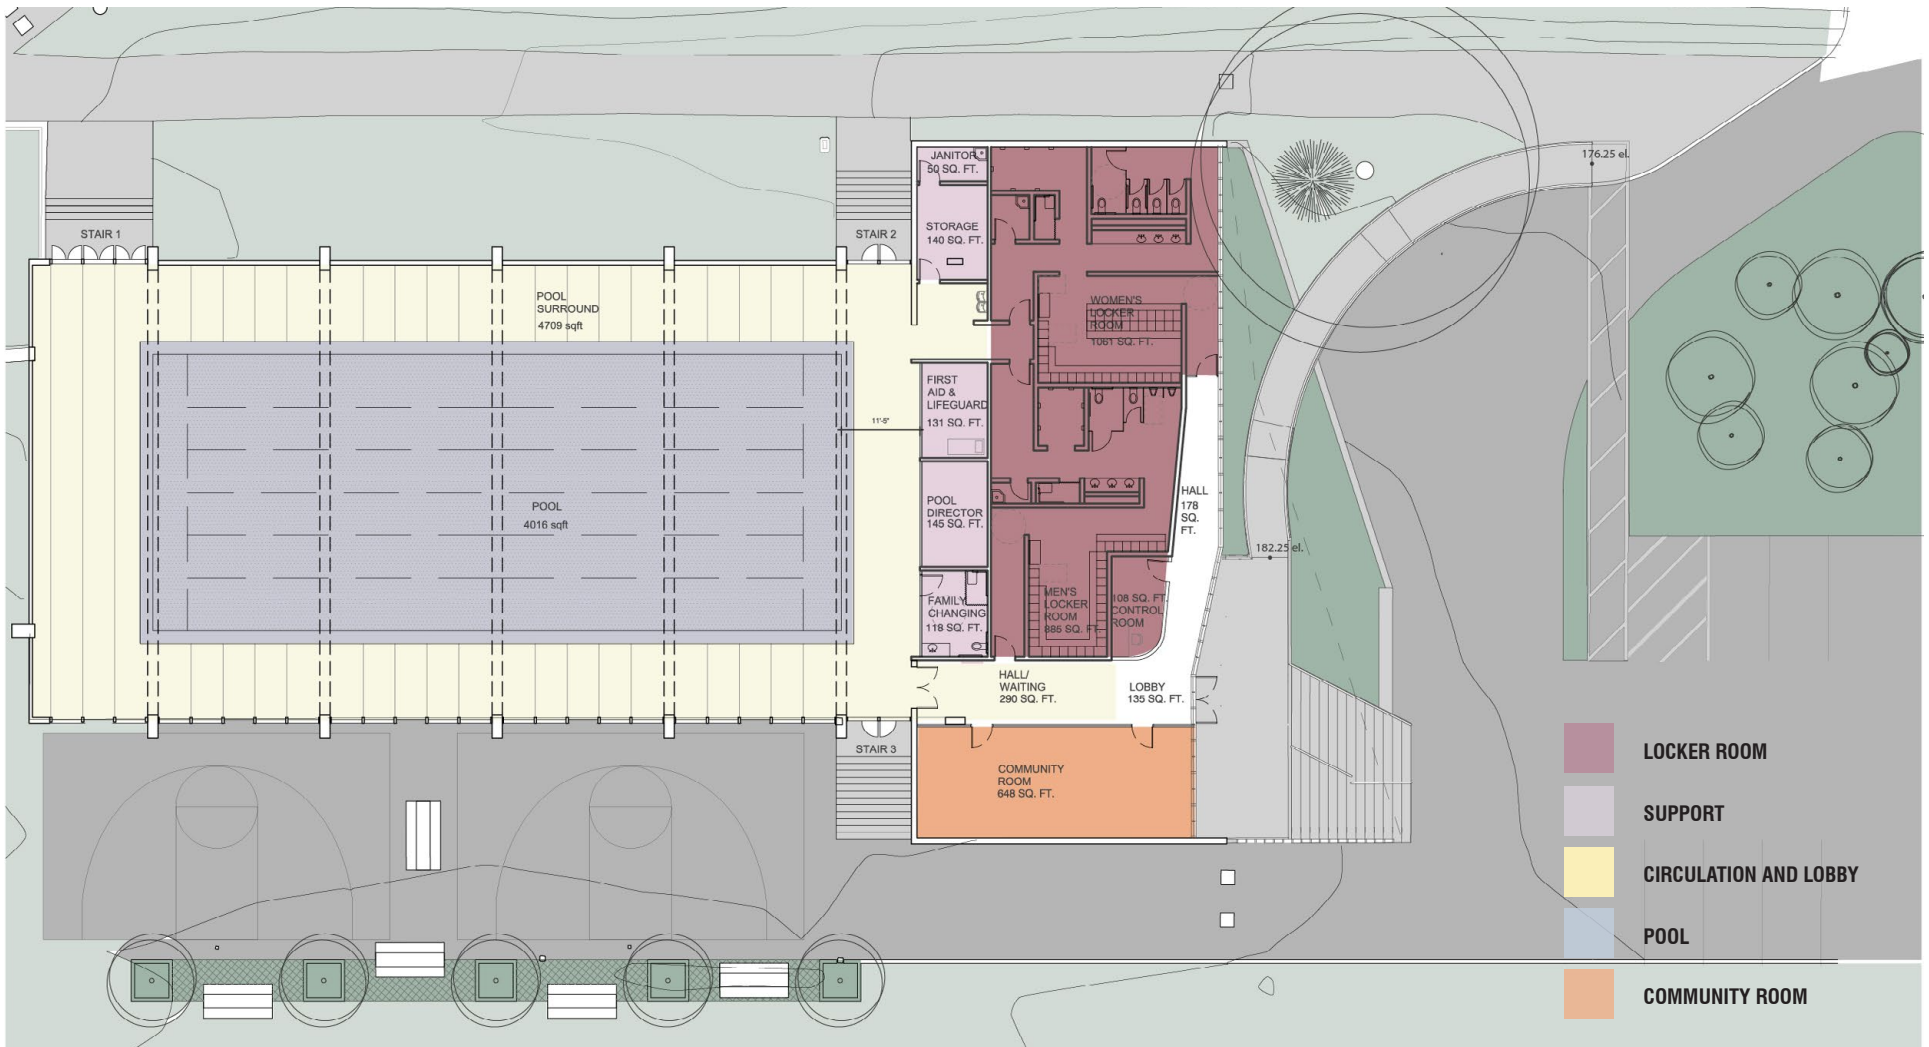 176.25 el.
JANITOR
50 SQ. FT.
STORAGE
140 SQ. FT.
STAIR 1
STAIR 2
POOL
SURROUND
4709 sqft
WOMEN'S
LOCKER
ROOM
1061 SQ. FT.
FIRST
AID &
LIFEGUARD
131 SQ. FT.
11'-5"
POOL
4016 sqft
POOL
DIRECTOR
145 SQ. FT.
HALL
178
SQ.
FT.
182.25 el.
FAMILY
CHANGING
118 SQ. FT.
MEN'S
LOCKER
ROOM
885 SQ. FT.
108 SQ. FT.
CONTROL
ROOM
HALL/
WAITING
290 SQ. FT.
LOBBY
135 SQ. FT.
STAIR 3
COMMUNITY
ROOM
648 SQ. FT.
LOCKER ROOM
SUPPORT
CIRCULATION AND LOBBY
POOL
COMMUNITY ROOM